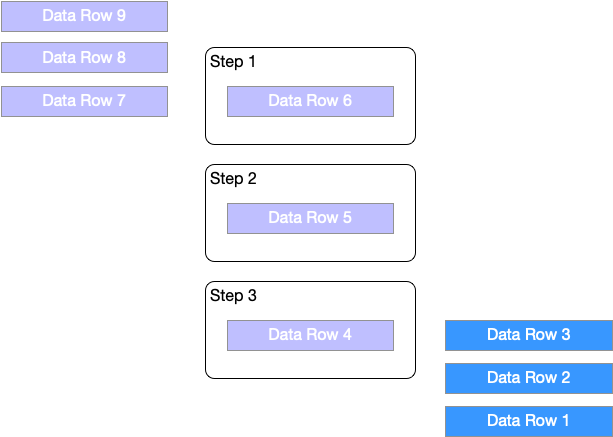 Data Row 9
Data Row 8
Data Row 7
Step 1
Data Row 6
Step 2
Data Row 5
Step 3
Data Row 4
Data Row 3
Data Row 2
Data Row 1